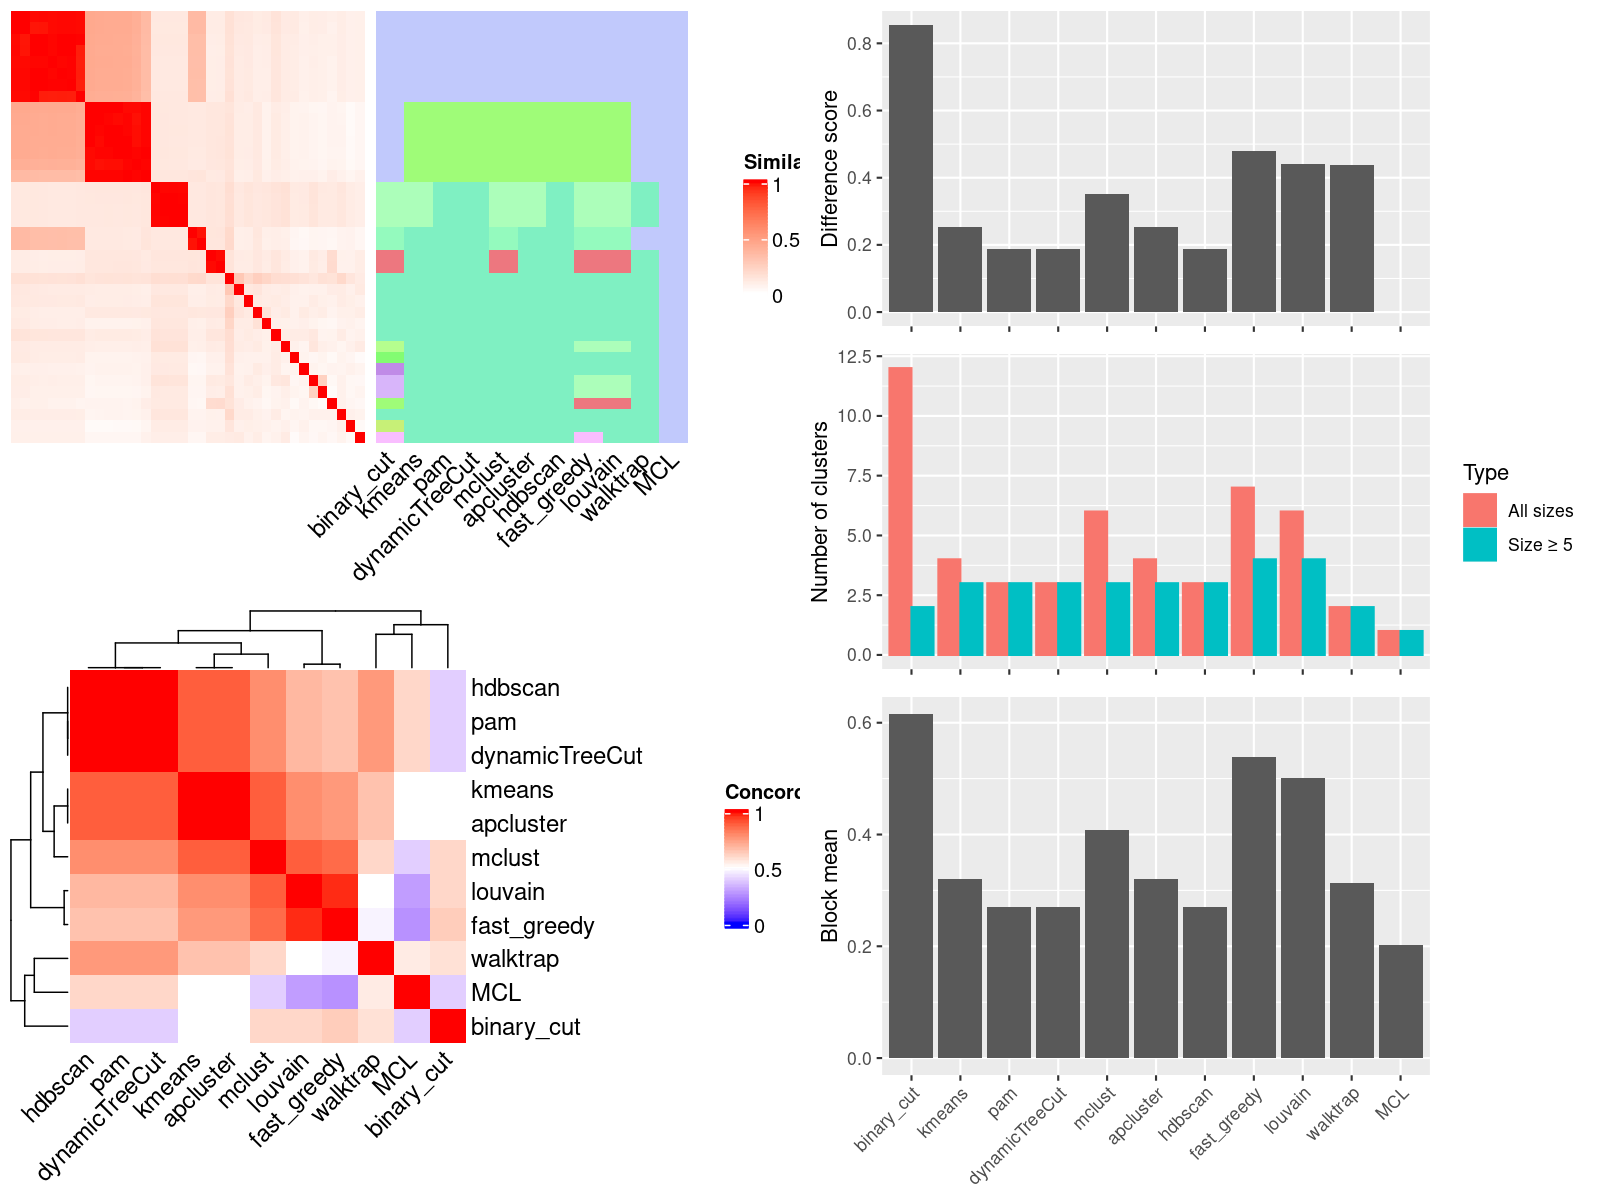 Simila
1
0.5
0
binary_cut
kmeans
pam
dynamicTreeCut
mclust
apcluster
hdbscan
fast_greedy
louvain
walktrap
MCL
hdbscan
pam
dynamicTreeCut
kmeans
apcluster
mclust
louvain
fast_greedy
walktrap
MCL
binary_cut
Concord
1
0.5
0
hdbscan
pam
dynamicTreeCut
kmeans
apcluster
mclust
louvain
fast_greedy
walktrap
MCL
binary_cut
Difference score
0.8
0.6
0.4
0.2
0.0
Number of clusters
12.5
10.0
7.5
5.0
2.5
0.0
Type
All sizes
Size ≥ 5
Block mean
0.6
0.4
0.2
0.0
binary_cut
kmeans
pam
dynamicTreeCut
mclust
apcluster
hdbscan
fast_greedy
louvain
walktrap
MCL